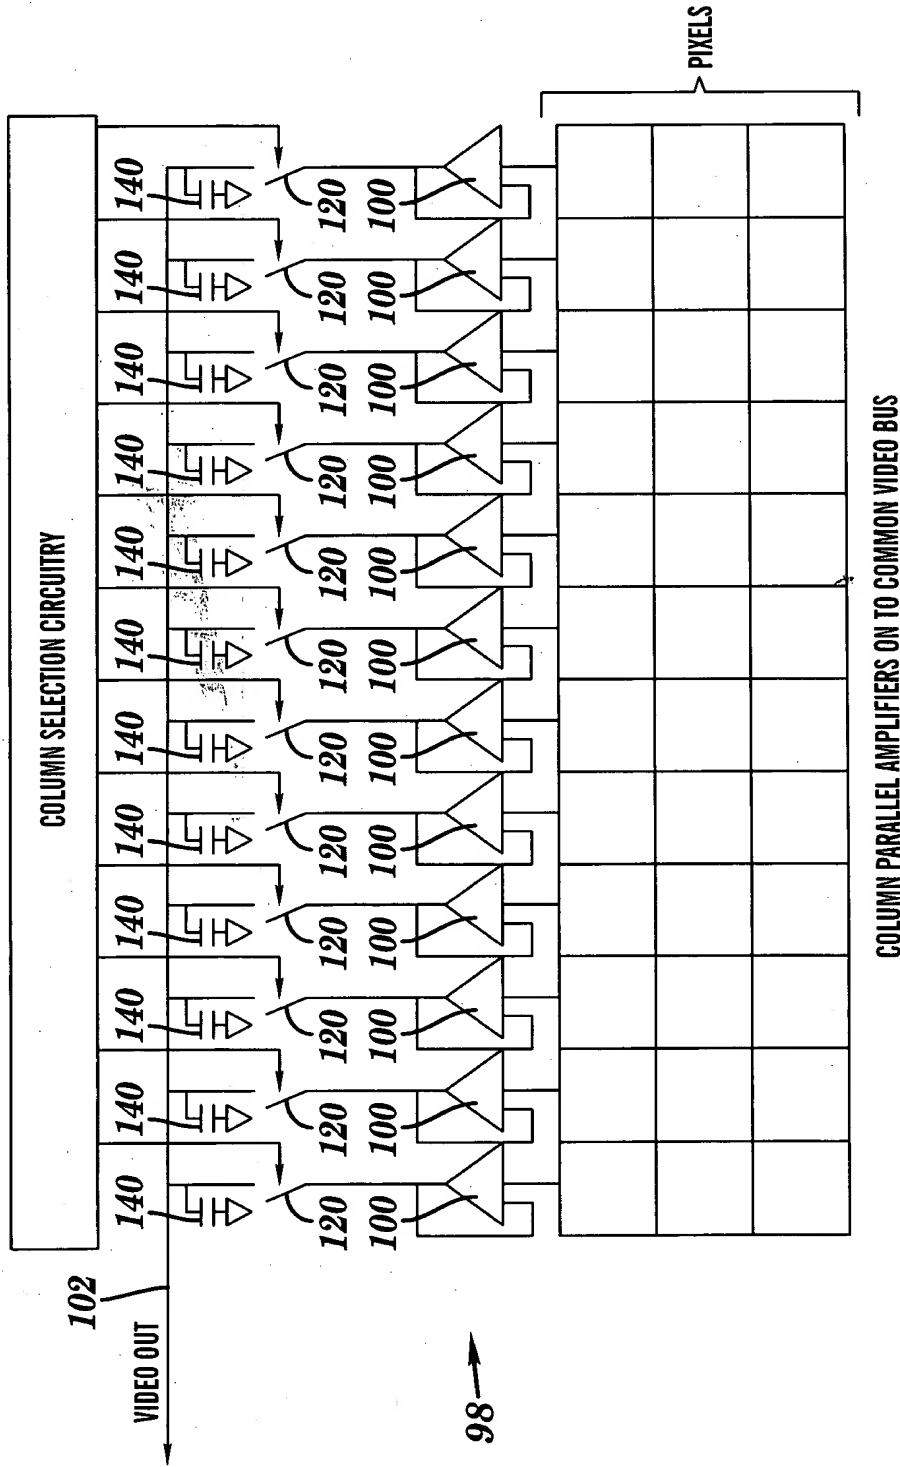 COLUMN SELECTION CIRCUITRY
102
140 140 140 140 140 140 140 140 140 140 140 140
VIDEO OUT
120 120 120 120 120 120 120 120 120 120 120 120
100 100 100 100 100 100 100 100 100 100 100 100
98
PIXELS
COLUMN PARALLEL AMPLIFIERS ON TO COMMON VIDEO BUS